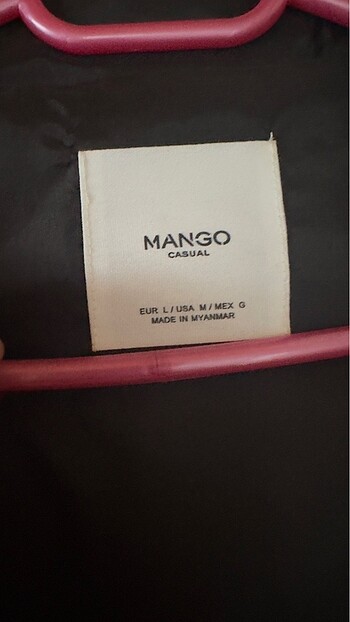 MANGO
CASUAL
EUR L / USA M / MEX G
MADE IN MYANMAR